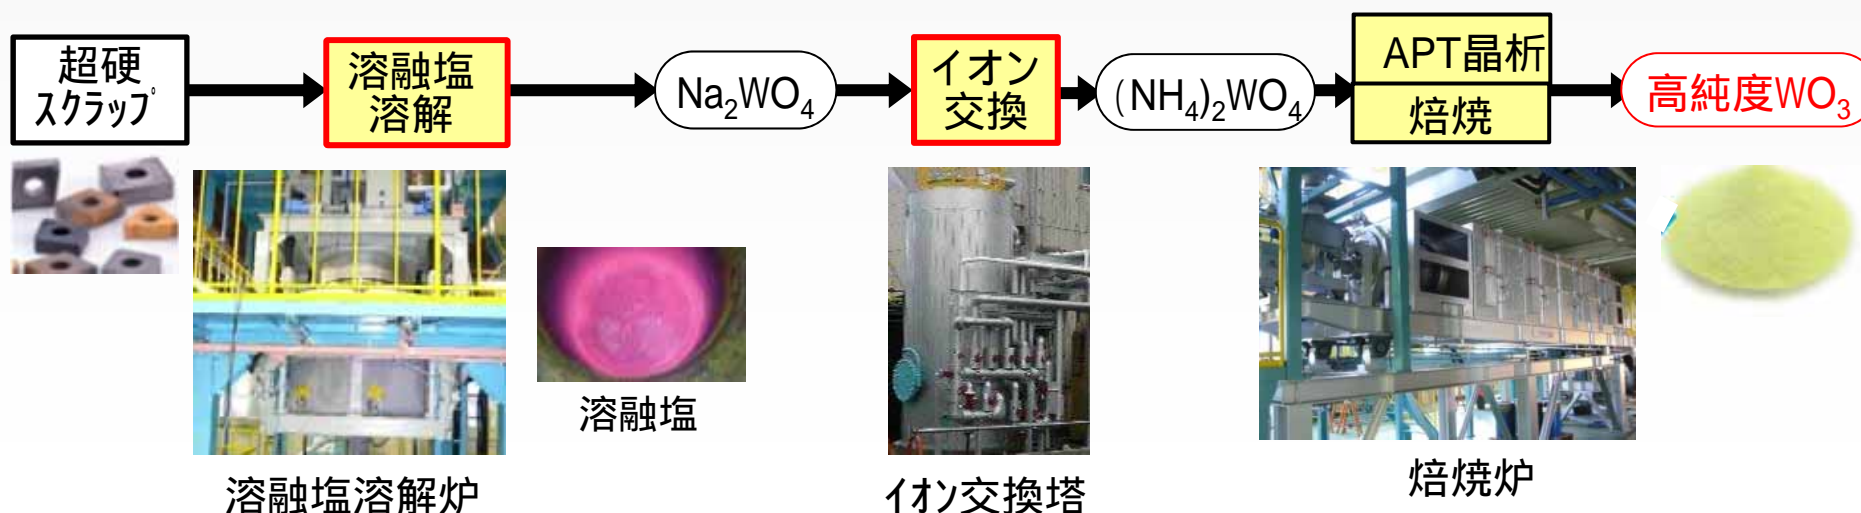 超硬
スクラップ
溶融塩
溶解
Na₂WO₄
イオン
交換
(NH₄)₂WO₄
APT晶析
焙焼
高純度WO₃
溶融塩
溶融塩溶解炉
イオン交換塔
焙焼炉